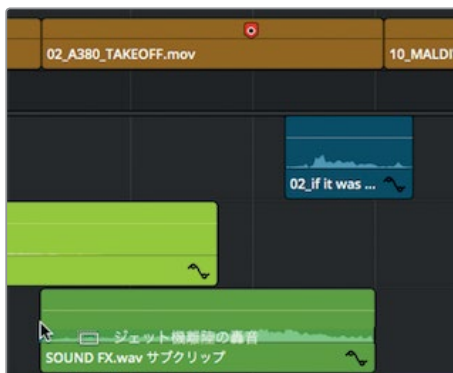 02_A380_TAKEOFF.mov
10_MALDI
02_if it was ...
ジェット機離陸の轟音
SOUND FX.wav サブクリップ